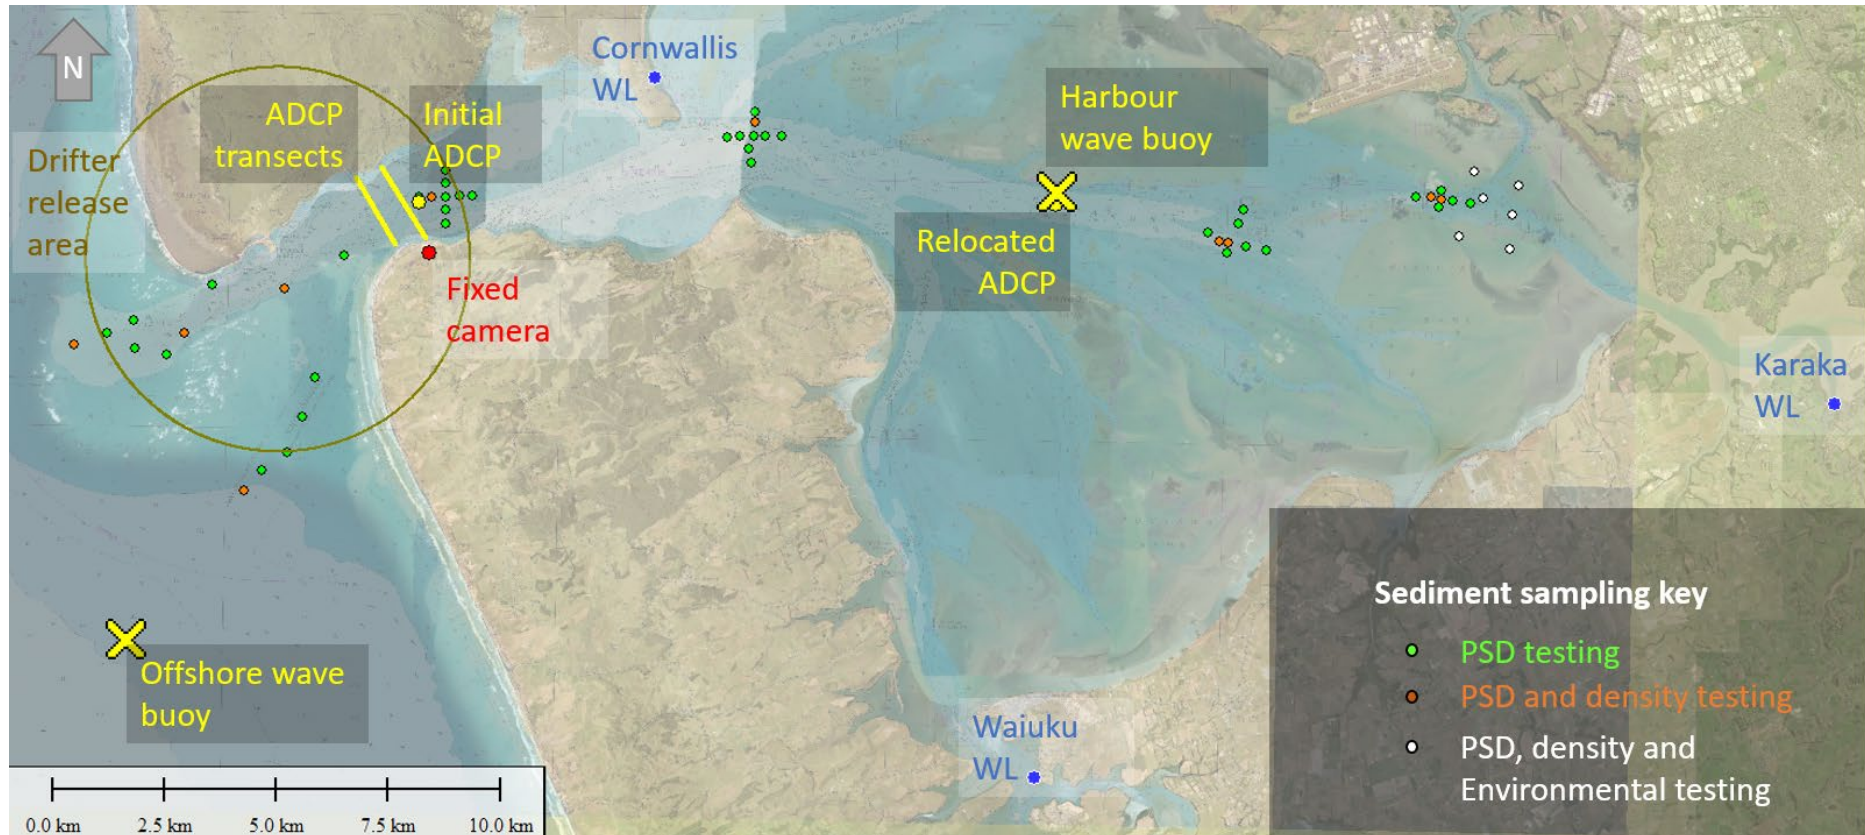 N
Cornwallis
WL
ADCP
transects
Initial
ADCP
Harbour
wave buoy
Drifter
release
area
Relocated
ADCP
Fixed
camera
Karaka
WL
Offshore wave
buoy
Waiuku
WL
Sediment sampling key
PSD testing
PSD and density testing
PSD, density and
Environmental testing
0.0 km 2.5 km 5.0 km 7.5 km 10.0 km